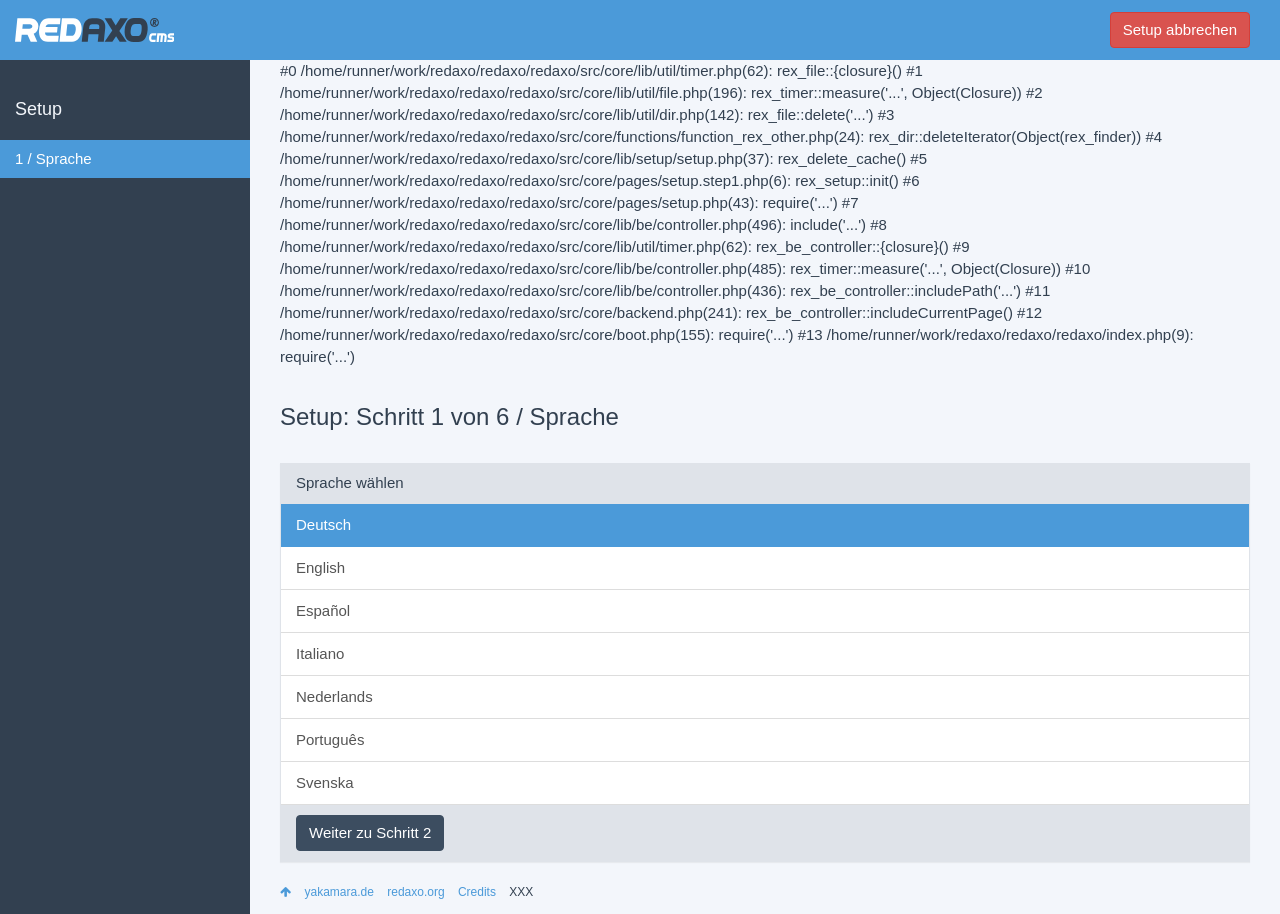 REDAXO® cms
Setup abbrechen
Setup
1 / Sprache
#0 /home/runner/work/redaxo/redaxo/redaxo/src/core/lib/util/timer.php(62): rex_file::{closure}() #1
/home/runner/work/redaxo/redaxo/redaxo/src/core/lib/util/file.php(196): rex_timer::measure('...', Object(Closure)) #2
/home/runner/work/redaxo/redaxo/redaxo/src/core/lib/util/dir.php(142): rex_file::delete('...') #3
/home/runner/work/redaxo/redaxo/redaxo/src/core/functions/function_rex_other.php(24): rex_dir::deleteIterator(Object(rex_finder)) #4
/home/runner/work/redaxo/redaxo/redaxo/src/core/lib/setup/setup.php(37): rex_delete_cache() #5
/home/runner/work/redaxo/redaxo/redaxo/src/core/pages/setup.step1.php(6): rex_setup::init() #6
/home/runner/work/redaxo/redaxo/redaxo/src/core/pages/setup.php(43): require('...') #7
/home/runner/work/redaxo/redaxo/redaxo/src/core/lib/be/controller.php(496): include('...') #8
/home/runner/work/redaxo/redaxo/redaxo/src/core/lib/util/timer.php(62): rex_be_controller::{closure}() #9
/home/runner/work/redaxo/redaxo/redaxo/src/core/lib/be/controller.php(485): rex_timer::measure('...', Object(Closure)) #10
/home/runner/work/redaxo/redaxo/redaxo/src/core/lib/be/controller.php(436): rex_be_controller::includePath('...') #11
/home/runner/work/redaxo/redaxo/redaxo/src/core/backend.php(241): rex_be_controller::includeCurrentPage() #12
/home/runner/work/redaxo/redaxo/redaxo/src/core/boot.php(155): require('...') #13 /home/runner/work/redaxo/redaxo/redaxo/index.php(9):
require('...')
Setup: Schritt 1 von 6 / Sprache
Sprache wählen
Deutsch
English
Español
Italiano
Nederlands
Português
Svenska
Weiter zu Schritt 2
yakamara.de redaxo.org Credits XXX